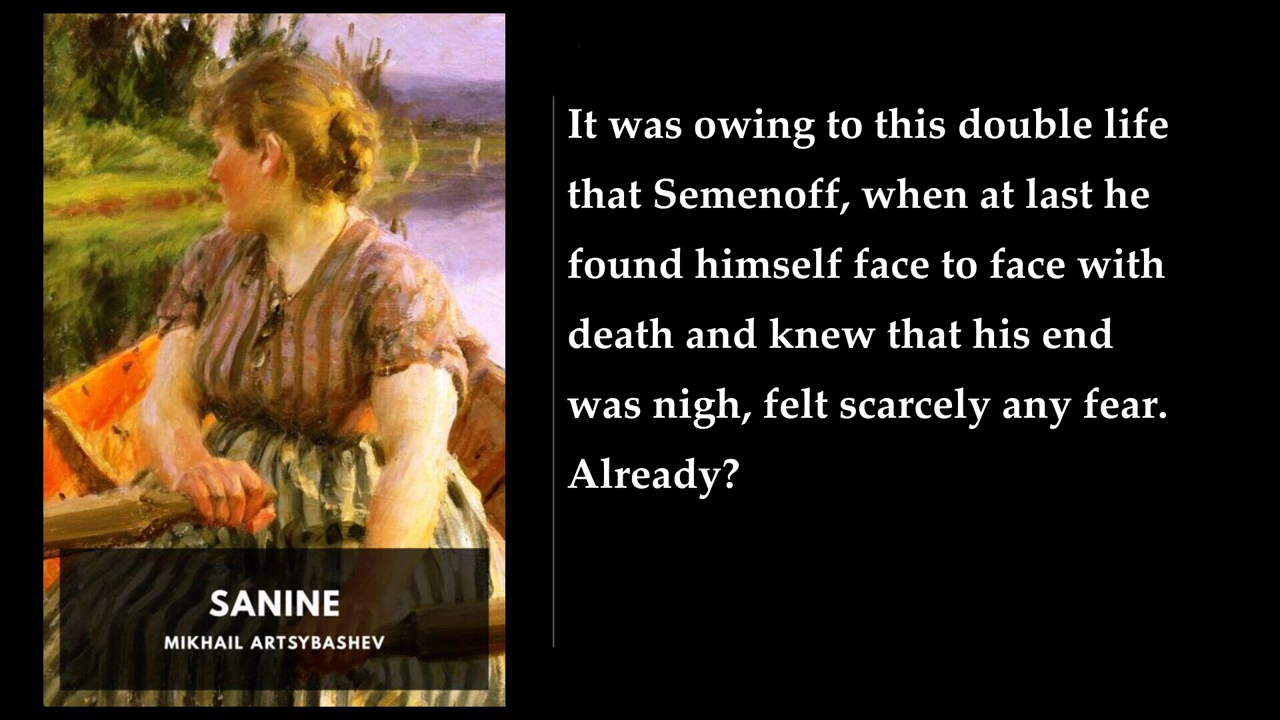 SANINE
MIKHAIL ARTSYBASHEV
It was owing to this double life
that Semenoff, when at last he
found himself face to face with
death and knew that his end
was nigh, felt scarcely any fear.
Already?